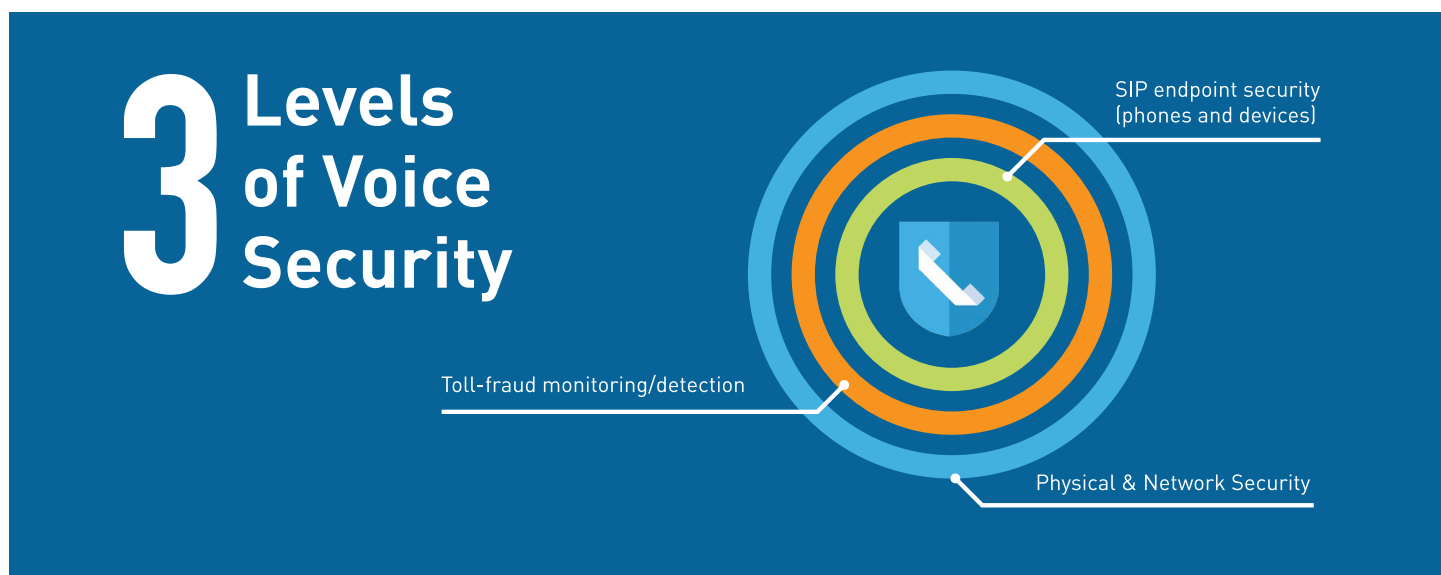 3 Levels
of Voice
Security
SIP endpoint security
(phones and devices)
Toll-fraud monitoring/detection
Physical & Network Security